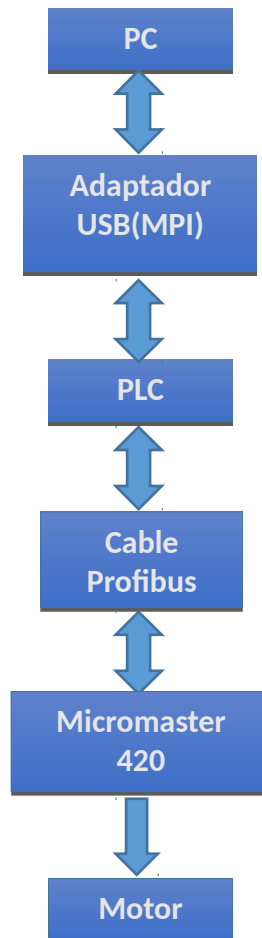 PC
Adaptador
USB(MPI)
PLC
Cable
Profibus
Micromaster
420
Motor